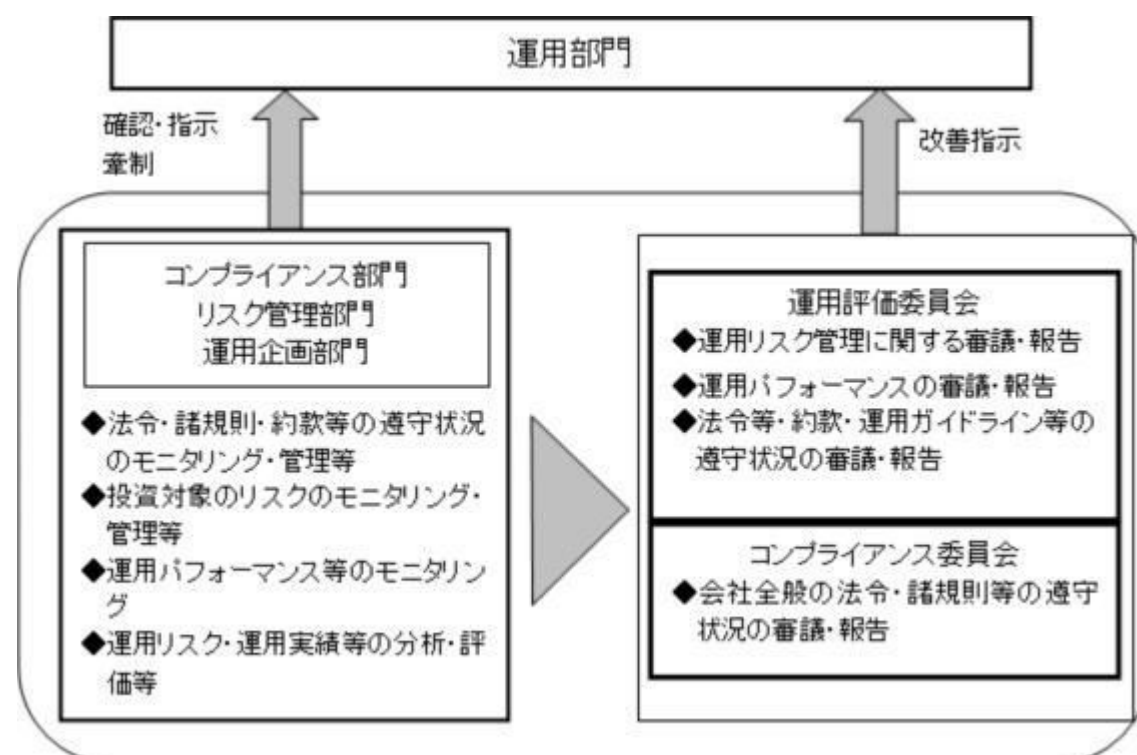 運用部門
確認・指示
牽制
改善指示
コンプライアンス部門
リスク管理部門
運用企画部門
◆法令・諸規則・約款等の遵守状況
のモニタリング・管理等
◆投資対象のリスクのモニタリング・
管理等
◆運用パフォーマンス等のモニタリン
グ
◆運用リスク・運用実績等の分析・評
価等
運用評価委員会
◆運用リスク管理に関する審議・報告
◆運用パフォーマンスの審議・報告
◆法令等・約款・運用ガイドライン等の
遵守状況の審議・報告
コンプライアンス委員会
◆会社全般の法令・諸規則等の遵守
状況の審議・報告